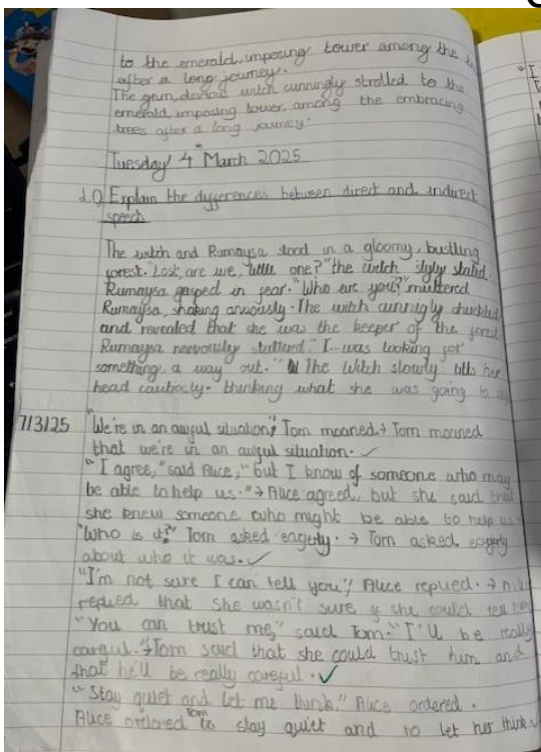 to the emerald, imposing tower among the
after a long journey.
The grim, devious witch cunningly strolled to the
emerald, imposing tower, among the embracing
trees after a long journey.
Tuesday 4th March 2025
LO Explain the differences between direct and indirect
speech
The witch and Rumaysa stood in a gloomy, bustling
forest. "Lost, are we, little one?" the witch slyly stated.
Rumaysa gasped in fear. "Who are you?" muttered
Rumaysa, shaking anxiously. The witch cunnigly chuckled
and revealed that she was the keeper of the forest
Rumaysa neovously stuttered "I... was looking for
something, a way out." The Witch slowly tilts her
head cautiosly - thinking what she was going to
7/3/25 "We're in an awful situation," Tom moaned. → Tom moaned
that we're in an awful situation. ✓
"I agree," said Alice, "but I know of someone who may
be able to help us." → Alice agreed, but she said that
she knew someone who might be able to help us.
"Who is it?" Tom asked eagerly. → Tom asked eagerly
about who it was. ✓
"I'm not sure I can tell you", Alice replied. →
replied that she wasn't sure if she could tell him
"You can trust me," said Tom. "I'll be really
careful." → Tom said that she could trust him and
that he'll be really careful. ✓
"Stay quiet and let me think." Alice ordered.
Alice ordered Tom to stay quiet and to let her think